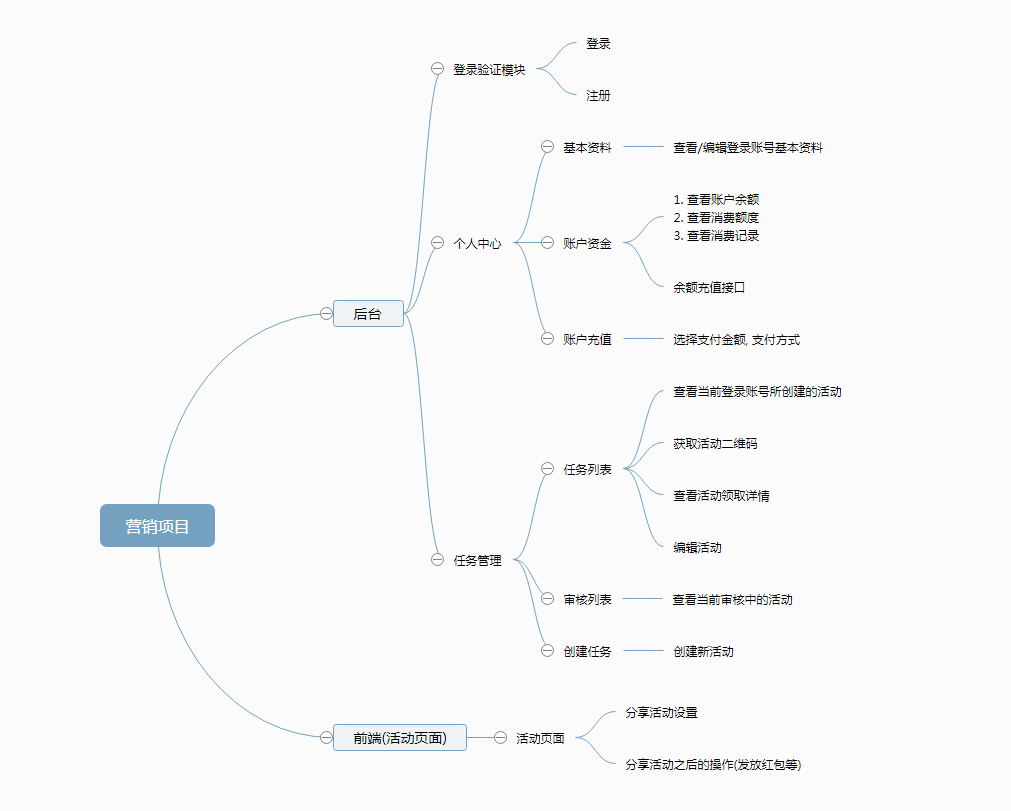 营销项目
后台
登录验证模块
登录
注册
个人中心
基本资料
查看/编辑登录账号基本资料
账户资金
1. 查看账户余额
2. 查看消费额度
3. 查看消费记录
余额充值接口
账户充值
选择支付金额, 支付方式
任务管理
任务列表
查看当前登录账号所创建的活动
获取活动二维码
查看活动领取详情
编辑活动
审核列表
查看当前审核中的活动
创建任务
创建新活动
前端(活动页面)
活动页面
分享活动设置
分享活动之后的操作(发放红包等)